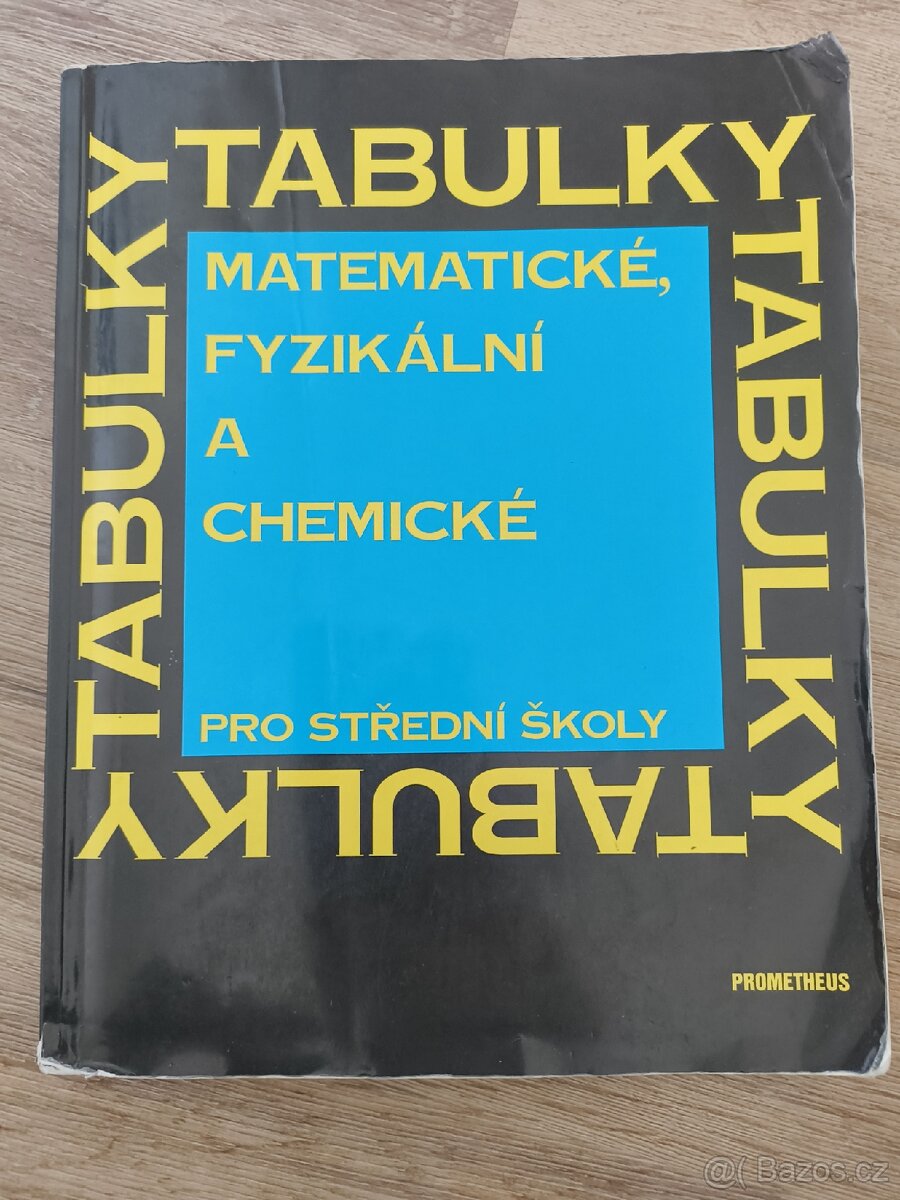 TABULKY
TABULKY
TABULKY
TABULKY
MATEMATICKÉ,
FYZIKÁLNÍ
A
CHEMICKÉ
PRO STŘEDNÍ ŠKOLY
PROMETHEUS
@( Bazos.cz